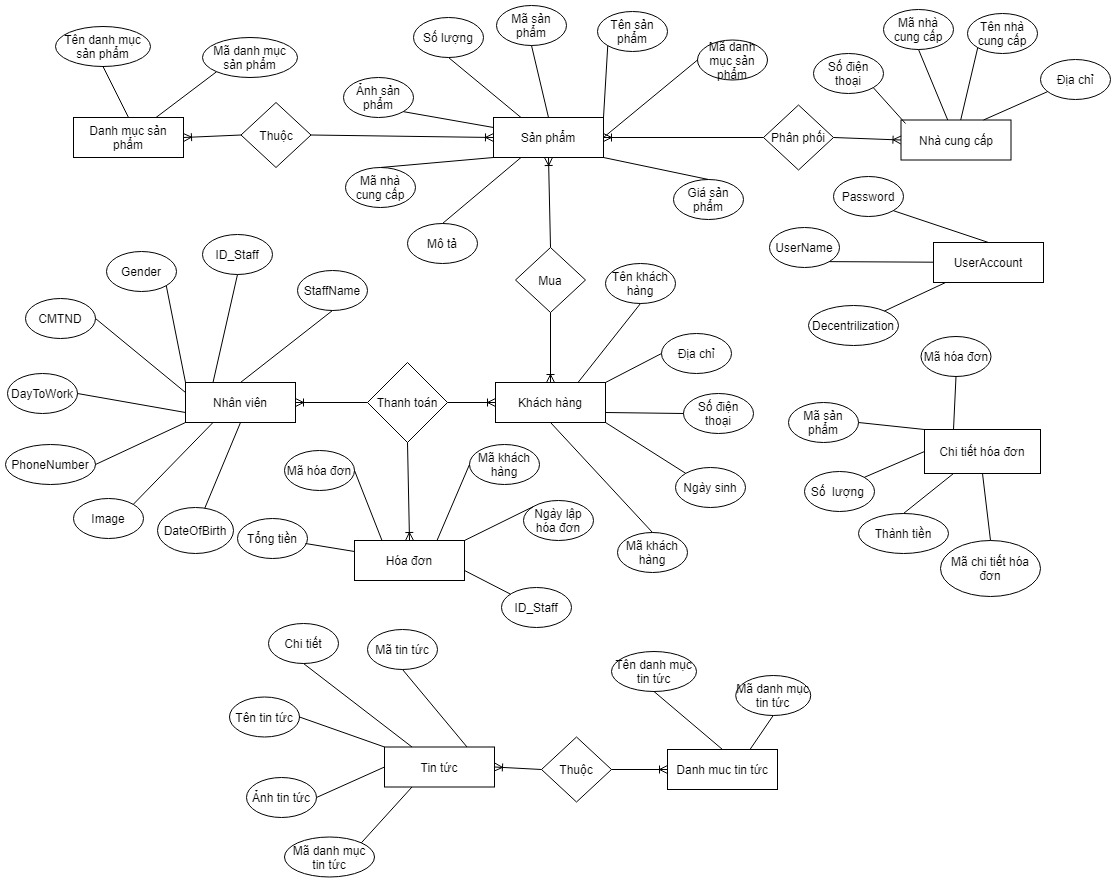 Tên danh mục
sản phẩm
Mã danh mục
sản phẩm
Danh mục sản
phẩm
Thuộc
Số lượng
Mã sản
phẩm
Tên sản
phẩm
Mã danh
mục sản
phẩm
Ảnh sản
phẩm
Sản phẩm
Mã nhà
cung cấp
Mô tả
Giá sản
phẩm
Phân phối
Mã nhà
cung cấp
Tên nhà
cung cấp
Số điện
thoại
Địa chỉ
Nhà cung cấp
Password
UserName
UserAccount
Decentrilization
Mua
Gender
ID_Staff
StaffName
CMTND
DayToWork
Nhân viên
PhoneNumber
Image
DateOfBirth
Thanh toán
Tên khách
hàng
Địa chỉ
Khách hàng
Số điện
thoại
Ngày sinh
Mã khách
hàng
Mã hóa đơn
Mã khách
hàng
Ngày lập
hóa đơn
Tổng tiền
Hóa đơn
ID_Staff
Mã hóa đơn
Mã sản
phẩm
Chi tiết hóa đơn
Số  lượng
Thành tiền
Mã chi tiết hóa
đơn
Chi tiết
Mã tin tức
Tên tin tức
Tin tức
Ảnh tin tức
Mã danh mục
tin tức
Thuộc
Tên danh mục
tin tức
Mã danh mục
tin tức
Danh muc tin tức